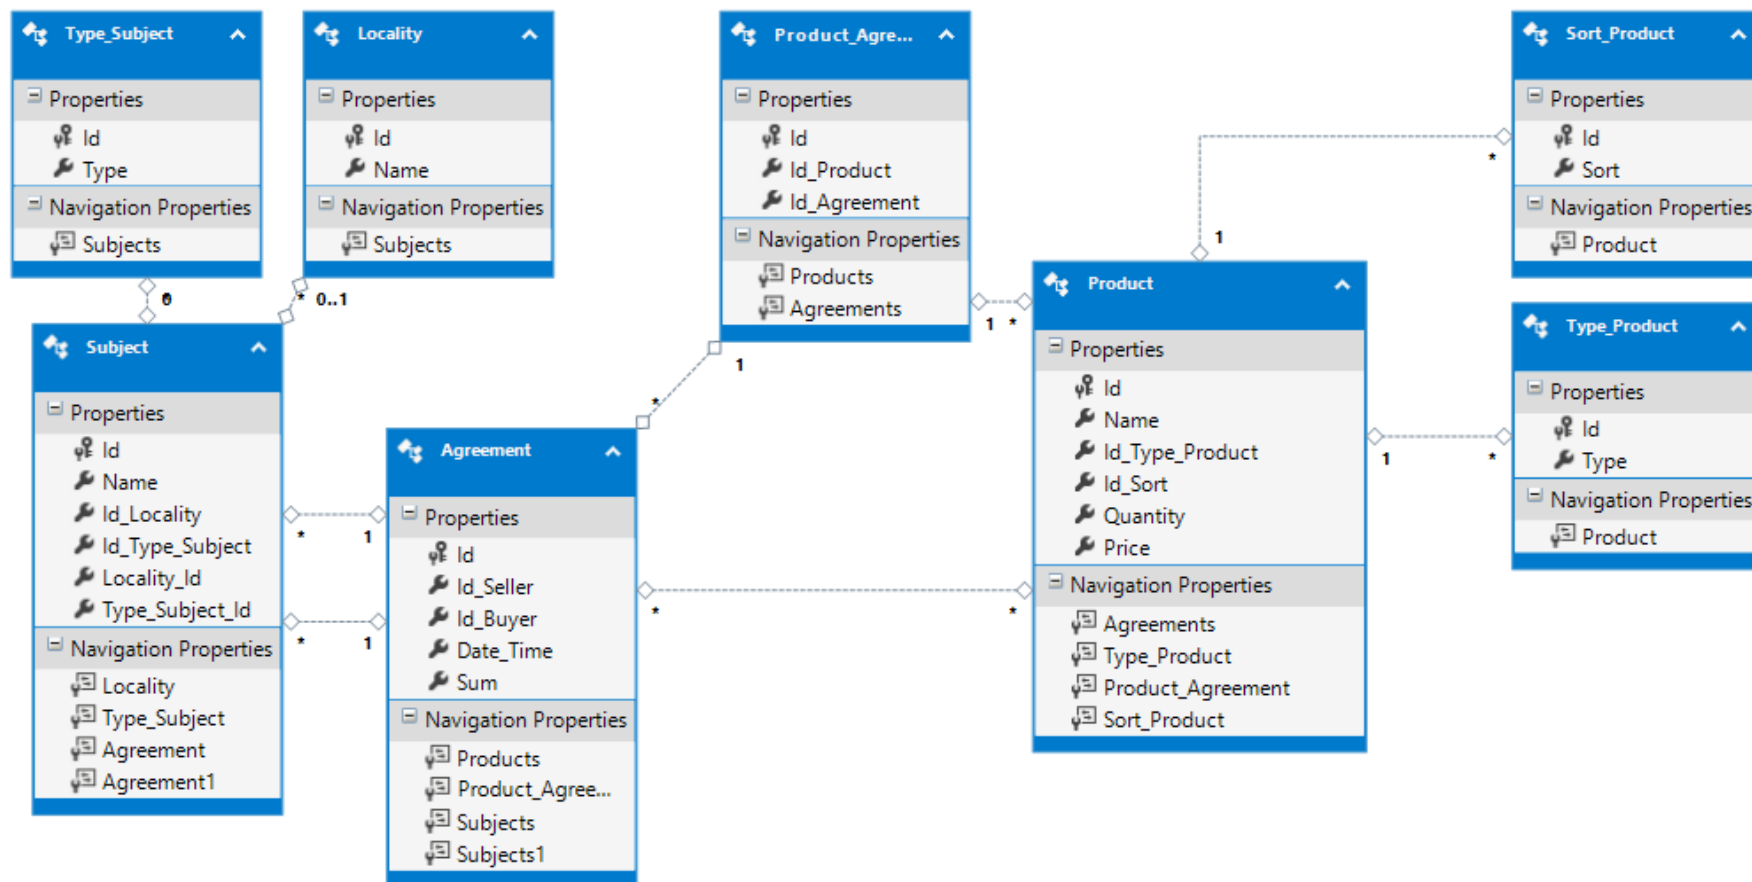 Type_Subject
Properties
Id
Type
Navigation Properties
Subjects
Locality
Properties
Id
Name
Navigation Properties
Subjects
* 0..1
Subject
Properties
Id
Name
Id_Locality
Id_Type_Subject
Locality_Id
Type_Subject_Id
Navigation Properties
Locality
Type_Subject
Agreement
Agreement1
* 1
* 1
Agreement
Properties
Id
Id_Seller
Id_Buyer
Date_Time
Sum
Navigation Properties
Products
Product_Agree...
Subjects
Subjects1
Product_Agre...
Properties
Id
Id_Product
Id_Agreement
Navigation Properties
Products
Agreements
1 *
1
*
* *
Product
Properties
Id
Name
Id_Type_Product
Id_Sort
Quantity
Price
Navigation Properties
Agreements
Type_Product
Product_Agreement
Sort_Product
1
*
1 *
Sort_Product
Properties
Id
Sort
Navigation Properties
Product
Type_Product
Properties
Id
Type
Navigation Properties
Product